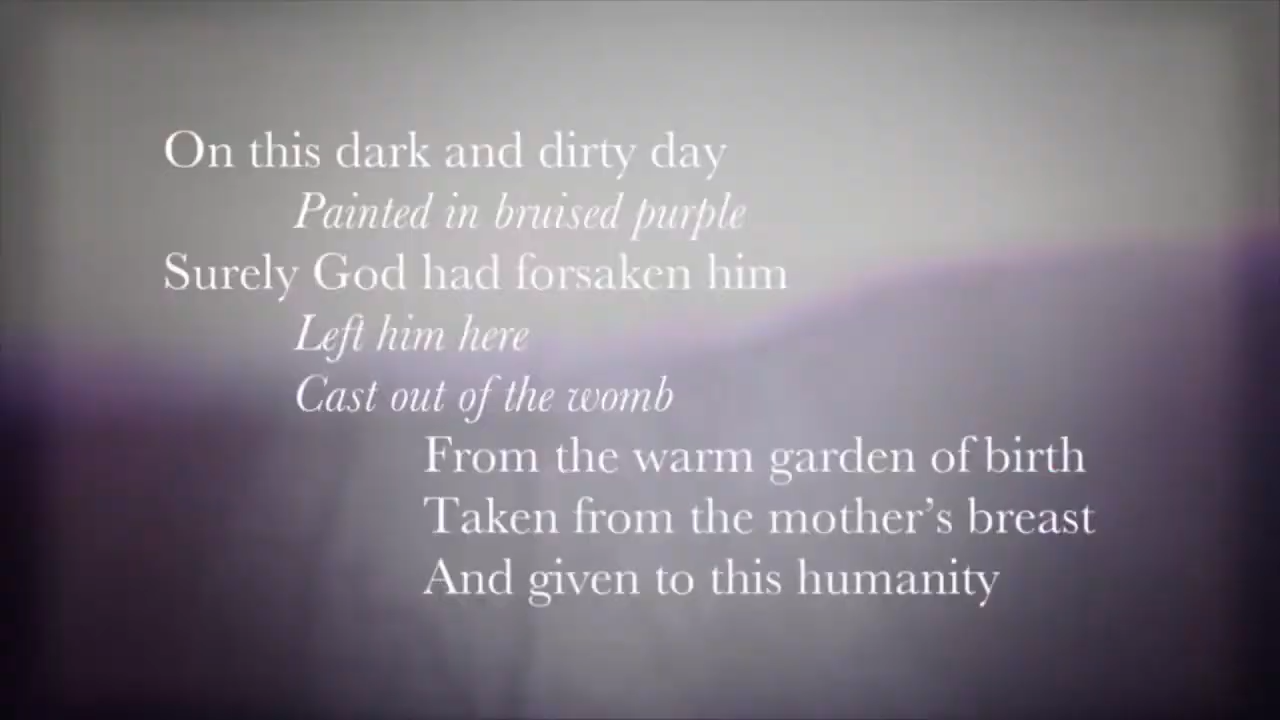 On this dark and dirty day
Painted in bruised purple
Surely God had forsaken him
Left him here
Cast out of the womb
From the warm garden of birth
Taken from the mother’s breast
And given to this humanity